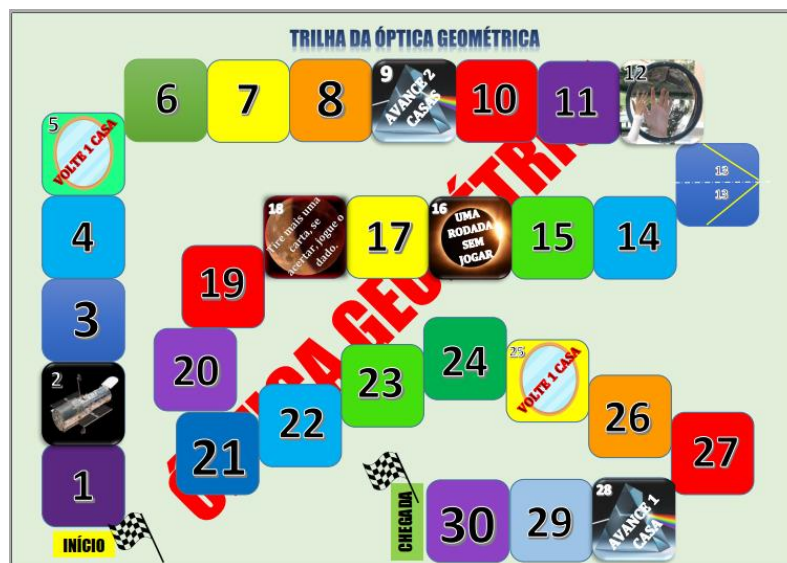 TRILHA DA ÓPTICA GEOMÉTRICA
ÓPTICA GEOMÉTRICA
INÍCIO
1
2
3
4
5
VOLTE 1 CASA
6
7
8
9
AVANCE 2
CASAS
10
11
12
13
13
14
15
16
UMA
RODADA
SEM
JOGAR
17
18
Tire mais uma
carta, se
acertar, jogue o
dado.
19
20
21
22
23
24
25
VOLTE 1 CASA
26
27
28
AVANCE 1
CASA
29
30
CHEGADA